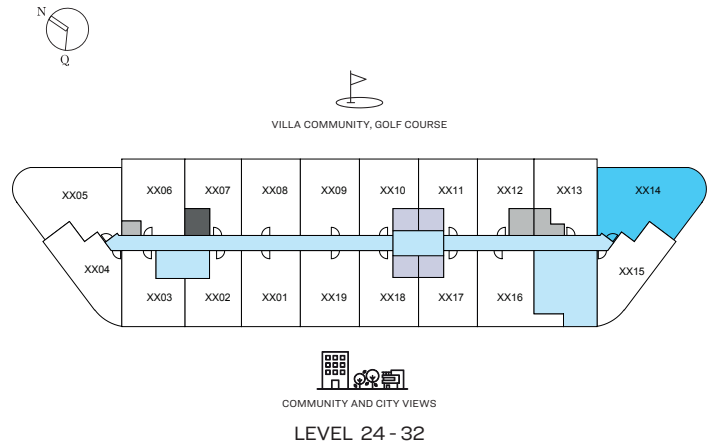 N
Q
VILLA COMMUNITY, GOLF COURSE
XX05
XX06
XX07
XX08
XX09
XX10
XX11
XX12
XX13
XX14
XX04
XX03
XX02
XX01
XX19
XX18
XX17
XX16
XX15
COMMUNITY AND CITY VIEWS
LEVEL 24 - 32